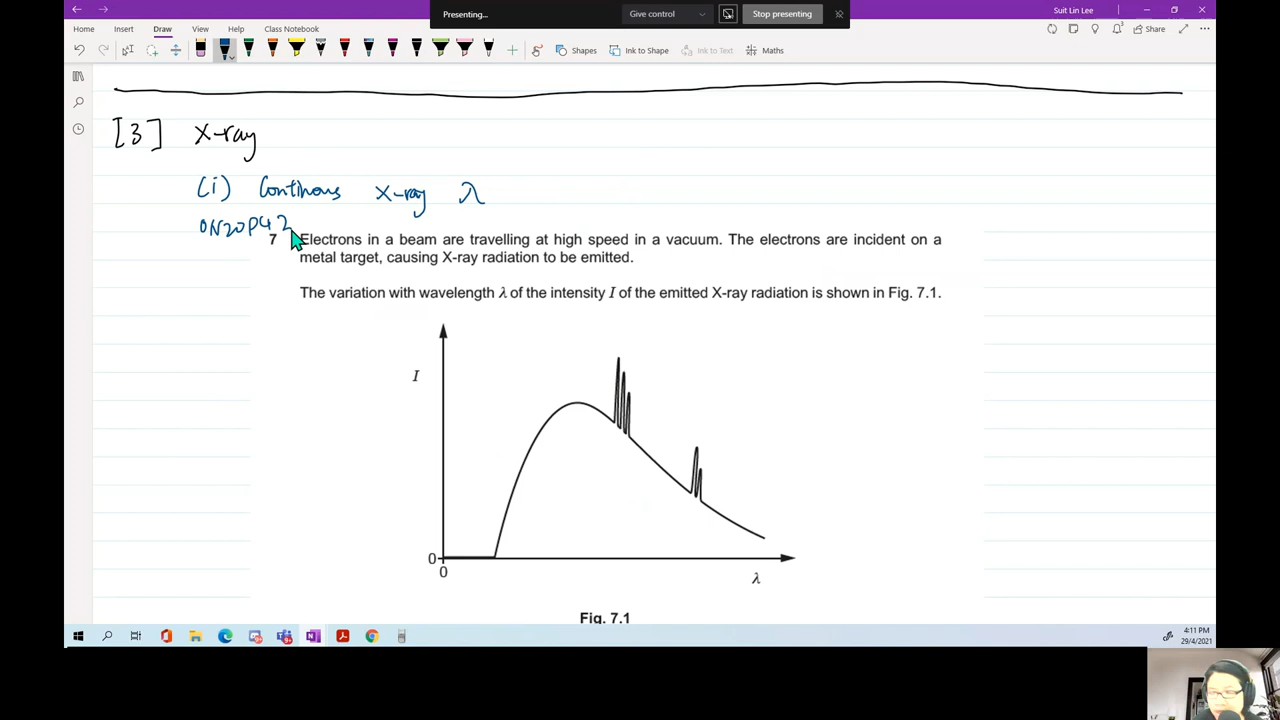 Suit Lin Lee
Presenting...
Give control
Stop presenting
Home
Insert
Draw
View
Help
Class Notebook
Share
Shapes
Ink to Shape
Ink to Text
Maths
[3] X-ray
(i) Continous X-ray λ
ON20P42
7 Electrons in a beam are travelling at high speed in a vacuum. The electrons are incident on a
metal target, causing X-ray radiation to be emitted.
The variation with wavelength λ of the intensity I of the emitted X-ray radiation is shown in Fig. 7.1.
I
0
0
λ
Fig. 7.1
4:11 PM
29/4/2021